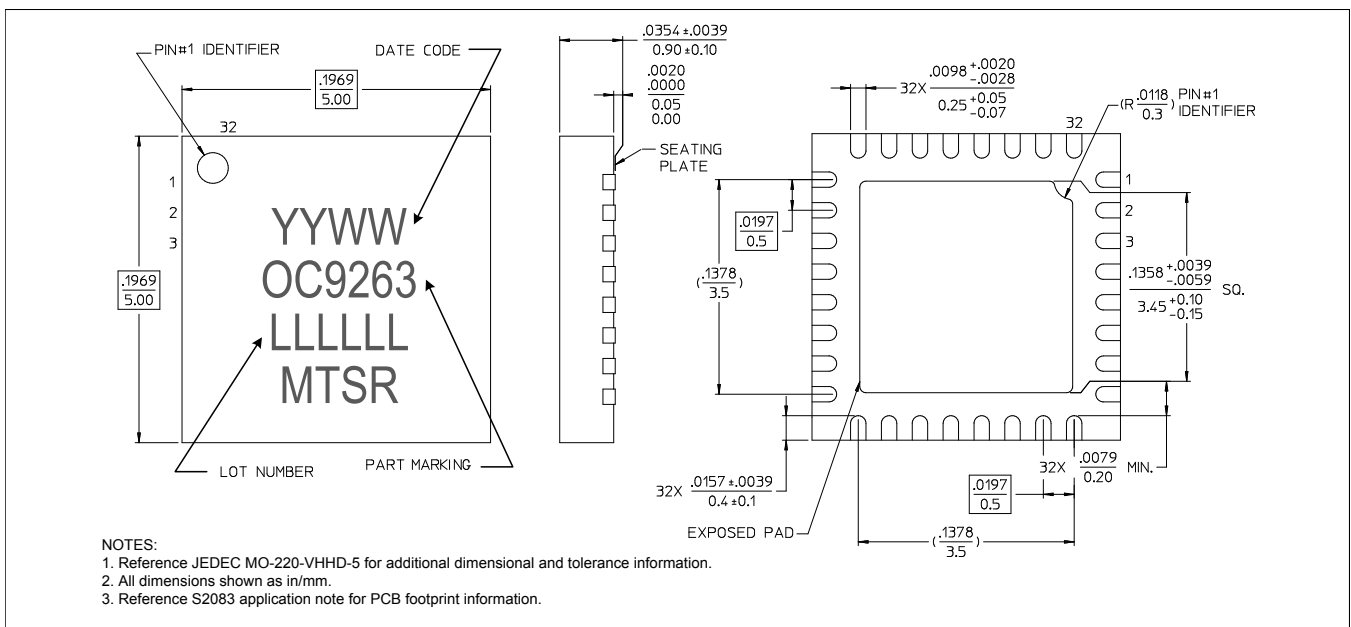 PIN#1 IDENTIFIER
DATE CODE
.1969
5.00
32
1
2
3
.1969
5.00
YYWW
OC9263
LLLLLL
MTSR
LOT NUMBER
PART MARKING
.0354 ±.0039
0.90 ±0.10
.0020
.0000
0.05
0.00
SEATING
PLATE
32X .0098 +.0020 -.0028
0.25 +0.05 -0.07
(R .0118 / 0.3) PIN#1
IDENTIFIER
32
1
2
3
.0197
0.5
(.1378 / 3.5)
.1358 +.0039 -.0059
3.45 +0.10 -0.15
SQ.
32X .0157 ±.0039
0.4 ±0.1
32X .0079 MIN.
0.20
.0197
0.5
EXPOSED PAD
(.1378 / 3.5)
NOTES:
1. Reference JEDEC MO-220-VHHD-5 for additional dimensional and tolerance information.
2. All dimensions shown as in/mm.
3. Reference S2083 application note for PCB footprint information.